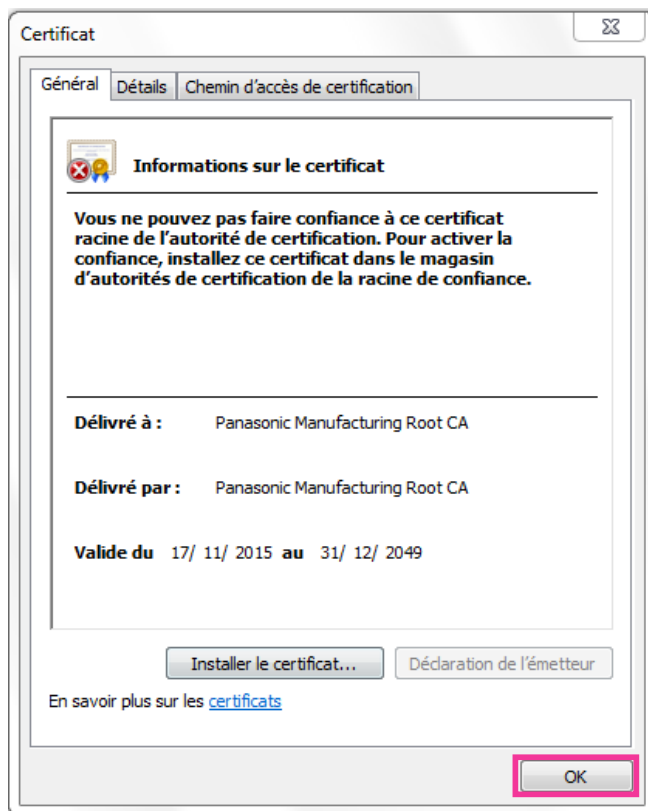 Certificat
Général
Détails
Chemin d'accès de certification
Informations sur le certificat
Vous ne pouvez pas faire confiance à ce certificat
racine de l'autorité de certification. Pour activer la
confiance, installez ce certificat dans le magasin
d'autorités de certification de la racine de confiance.
Délivré à : Panasonic Manufacturing Root CA
Délivré par : Panasonic Manufacturing Root CA
Valide du 17/ 11/ 2015 au 31/ 12/ 2049
Installer le certificat...
Déclaration de l'émetteur
En savoir plus sur les certificats
OK